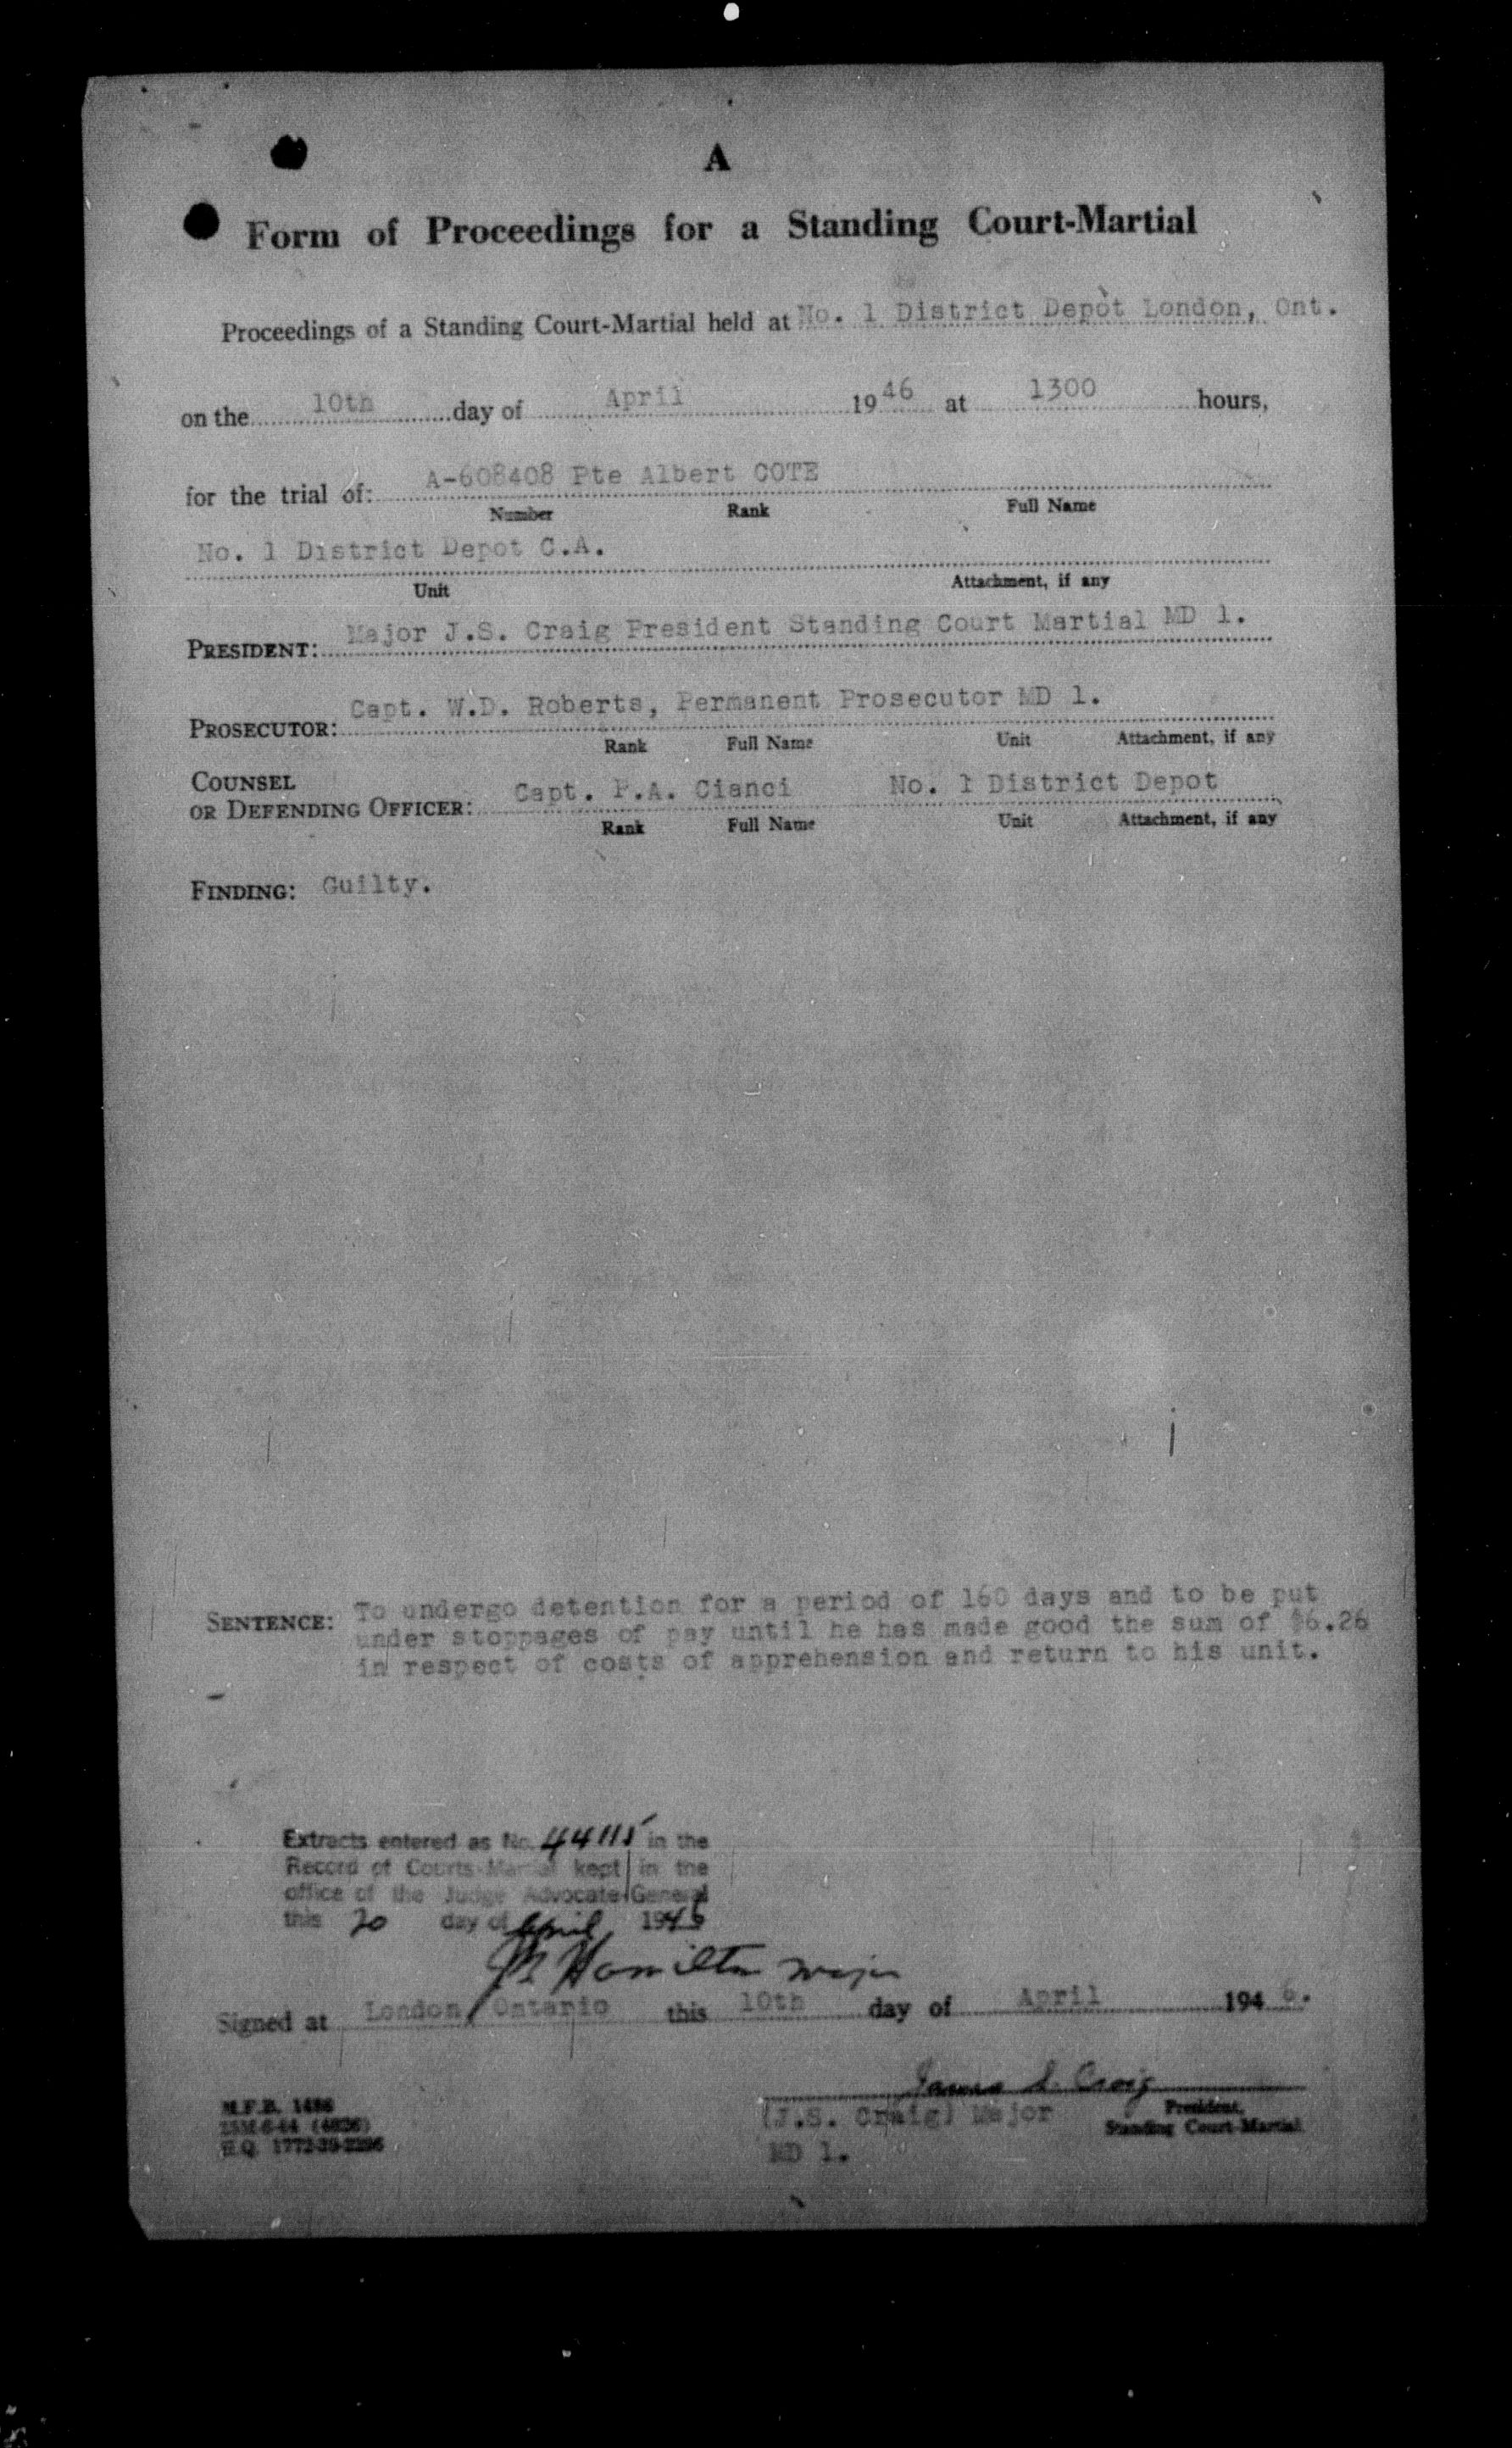 A
Form of Proceedings for a Standing Court-Martial
Proceedings of a Standing Court-Martial held at No. 1 District Depot London, Ont.
on the 10th day of April 1946 at 1300 hours,
for the trial of: A-608408 Pte Albert COTE
Number Rank Full Name
No. 1 District Depot C.A.
Unit Attachment, if any
PRESIDENT: Major J.S. Craig President Standing Court Martial MD 1.
PROSECUTOR: Capt. W.D. Roberts, Permanent Prosecutor MD 1.
Rank Full Name Unit Attachment, if any
COUNSEL
OR DEFENDING OFFICER: Capt. P.A. Cianci No. 1 District Depot
Rank Full Name Unit Attachment, if any
FINDING: Guilty.
SENTENCE: To undergo detention for a period of 160 days and to be put
under stoppages of pay until he has made good the sum of $6.26
in respect of costs of apprehension and return to his unit.
Extracts entered as No. 44115 in the
Record of Courts-Martial kept in the
office of the Judge Advocate General
this 20 day of April 1946
Hamilton Major
Signed at London, Ontario this 10th day of April 1946.
James S. Craig
(J.S. Craig) Major President,
Standing Court-Martial
MD 1.
M.F.B. 1486
H.Q. 1772-39-2296